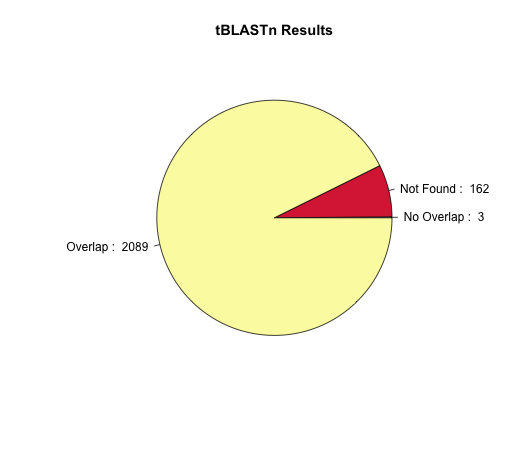 tBLASTn Results
Not Found :  162
No Overlap :  3
Overlap :  2089